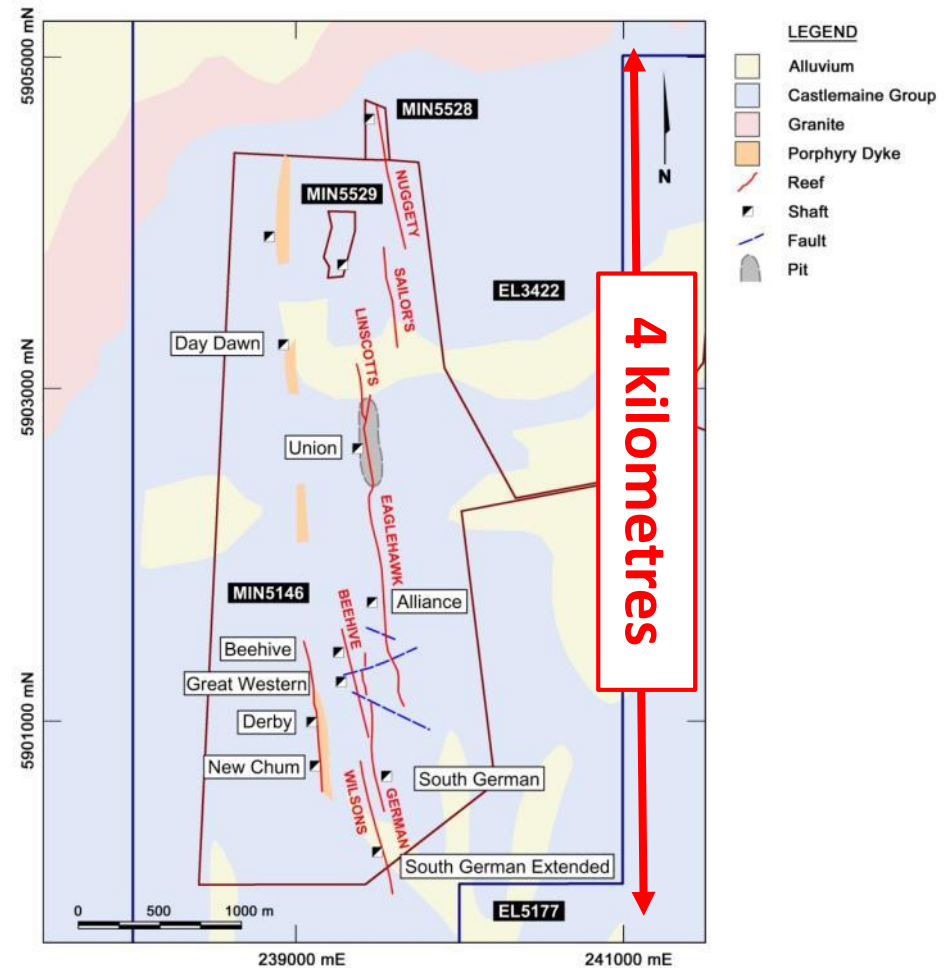 5905000 mN
5903000 mN
5901000 mN
MIN5528
MIN5529
NUGGETY
SAILOR'S
EL3422
LINSCOTTS
Day Dawn
Union
EAGLEHAWK
MIN5146
Alliance
BEEHIVE
Beehive
Great Western
Derby
New Chum
WILSONS
GERMAN
South German
South German Extended
EL5177
0 500 1000 m
239000 mE
241000 mE
4 kilometres
N
LEGEND
Alluvium
Castlemaine Group
Granite
Porphyry Dyke
Reef
Shaft
Fault
Pit